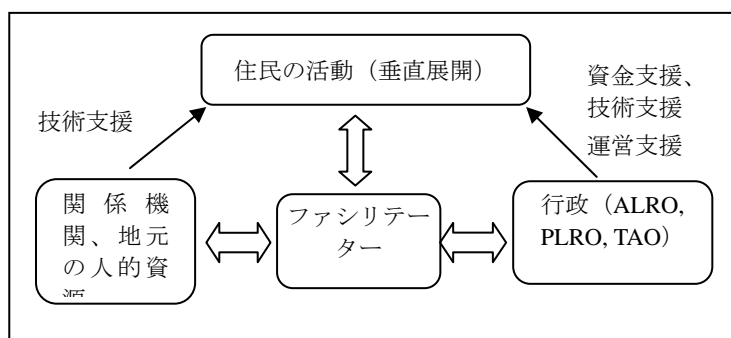 住民の活動（垂直展開）
資金支援、
技術支援
運営支援
技術支援
関係機
関、地元
の人的資
源
ファシリテー
ター
行政（ALRO,
PLRO, TAO）